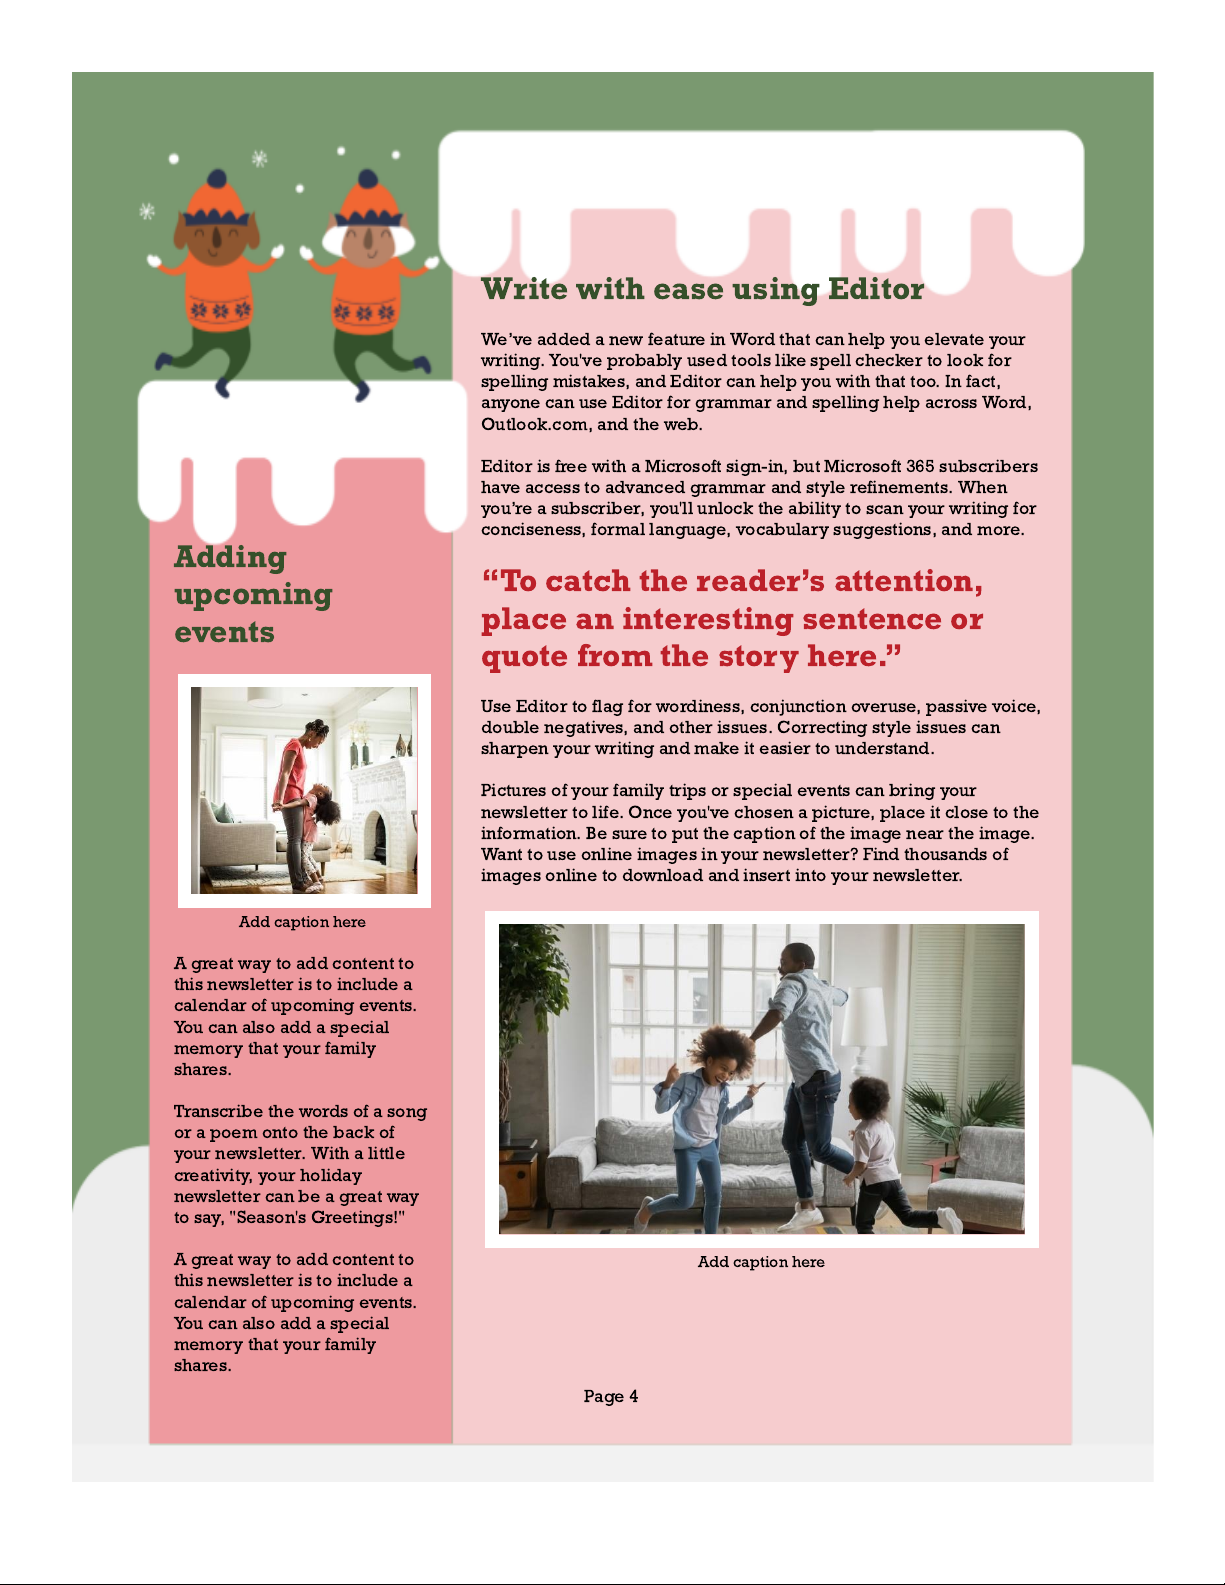 Write with ease using Editor
We’ve added a new feature in Word that can help you elevate your
writing. You've probably used tools like spell checker to look for
spelling mistakes, and Editor can help you with that too. In fact,
anyone can use Editor for grammar and spelling help across Word,
Outlook.com, and the web.
Editor is free with a Microsoft sign-in, but Microsoft 365 subscribers
have access to advanced grammar and style refinements. When
you’re a subscriber, you'll unlock the ability to scan your writing for
conciseness, formal language, vocabulary suggestions, and more.
“To catch the reader’s attention,
place an interesting sentence or
quote from the story here.”
Use Editor to flag for wordiness, conjunction overuse, passive voice,
double negatives, and other issues. Correcting style issues can
sharpen your writing and make it easier to understand.
Pictures of your family trips or special events can bring your
newsletter to life. Once you've chosen a picture, place it close to the
information. Be sure to put the caption of the image near the image.
Want to use online images in your newsletter? Find thousands of
images online to download and insert into your newsletter.
Add caption here
Adding
upcoming
events
Add caption here
A great way to add content to
this newsletter is to include a
calendar of upcoming events.
You can also add a special
memory that your family
shares.
Transcribe the words of a song
or a poem onto the back of
your newsletter. With a little
creativity, your holiday
newsletter can be a great way
to say, "Season's Greetings!"
A great way to add content to
this newsletter is to include a
calendar of upcoming events.
You can also add a special
memory that your family
shares.
Page 4